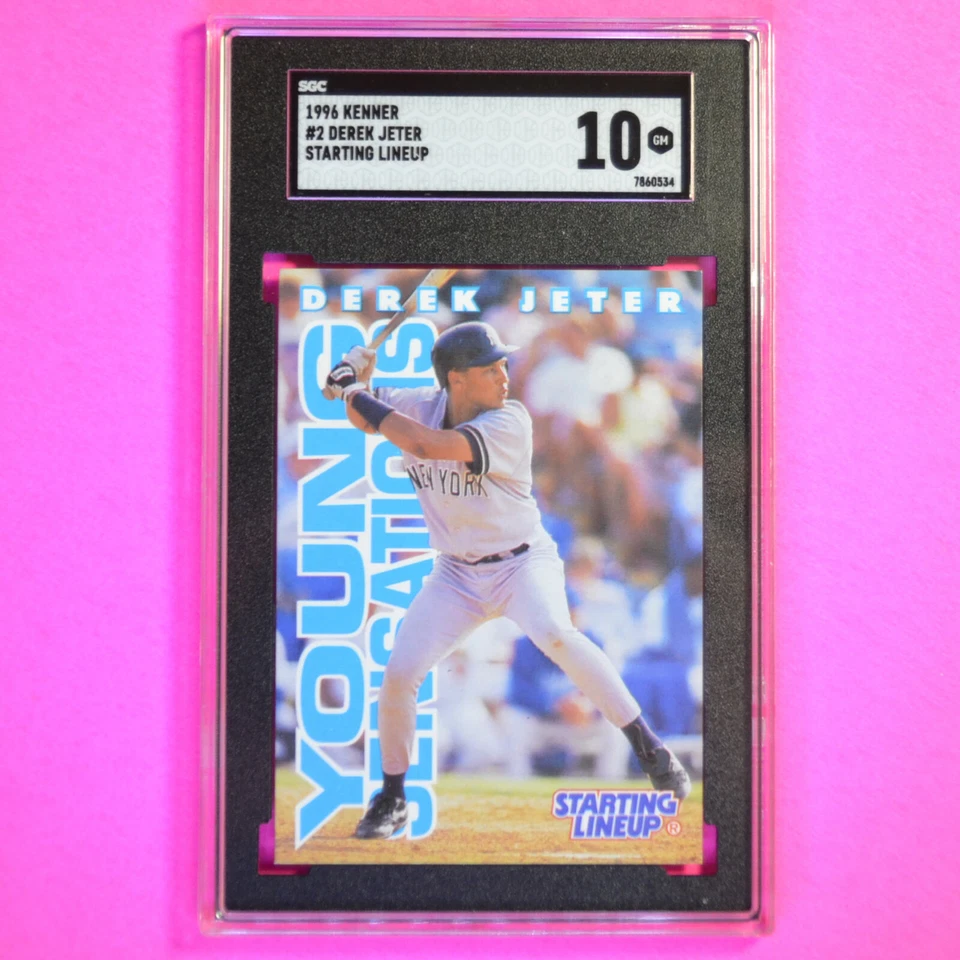 SGC
1996 KENNER
#2 DEREK JETER
STARTING LINEUP
10
GM
7860534
DEREK JETER
YOUNG
SENSATIONS
NEW YORK
STARTING
LINEUP®